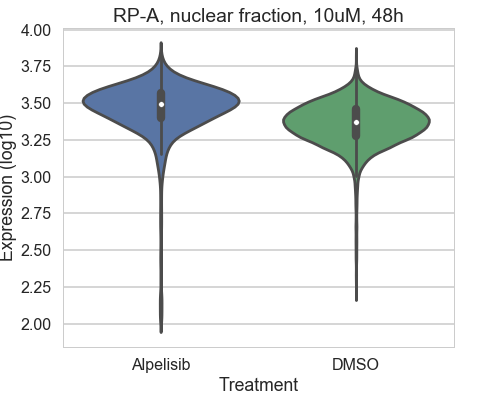 RP-A, nuclear fraction, 10uM, 48h
4.00
3.75
3.50
3.25
3.00
2.75
2.50
2.25
2.00
Expression (log10)
Alpelisib
DMSO
Treatment